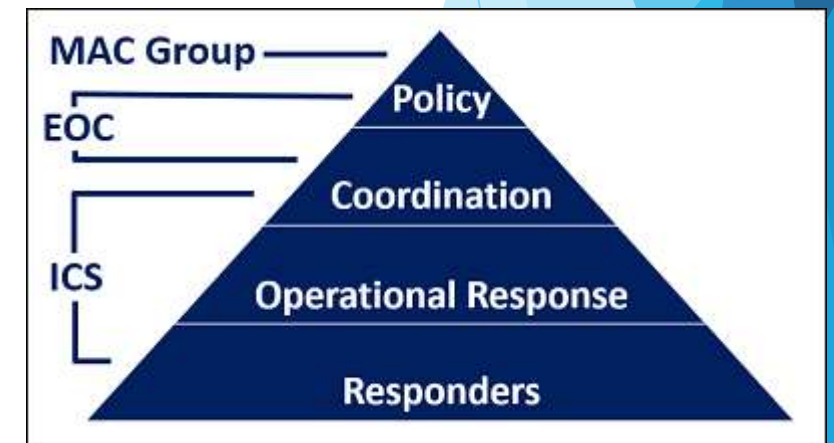 MAC Group
Policy
EOC
Coordination
ICS
Operational Response
Responders